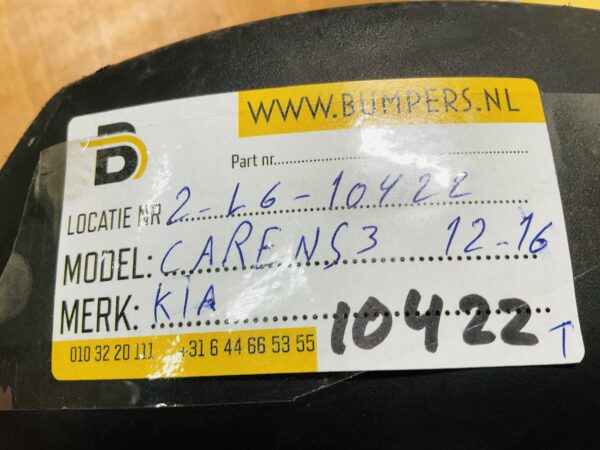 WWW.BUMPERS.NL
B
Part nr.
LOCATIE NR 2-L6-10422
MODEL: CARENS3 12-16
MERK: KIA
10422 T
010 32 20 111 +31 6 44 66 53 55